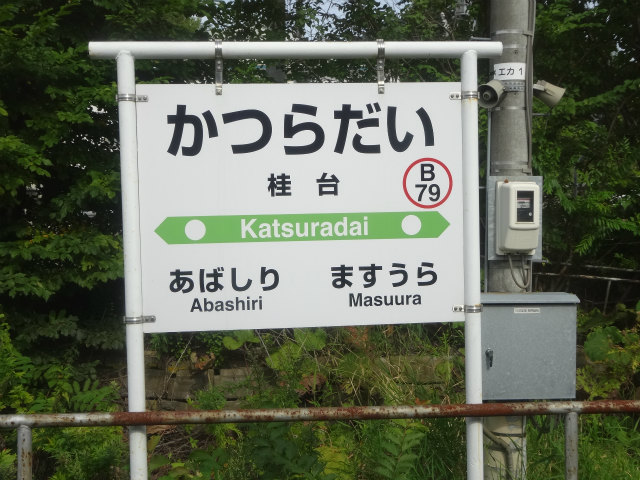 かつらだい
桂台
B
79
Katsuradai
あばしり
Abashiri
ますうら
Masuura
エカ 1